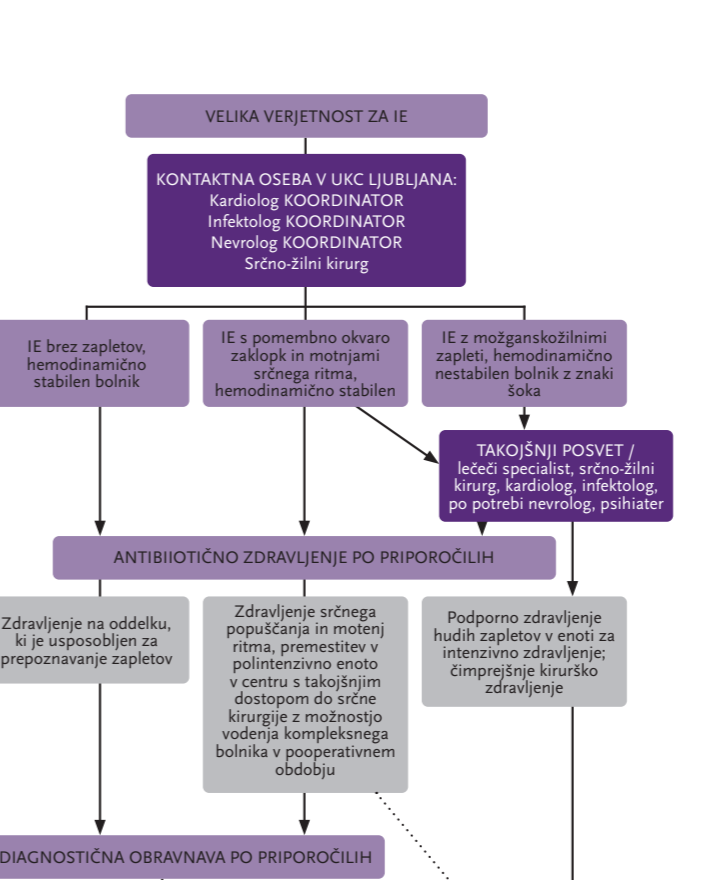 VELIKA VERJETNOST ZA IE
KONTAKTNA OSEBA V UKC LJUBLJANA:
Kardiolog KOORDINATOR
Infektolog KOORDINATOR
Nevrolog KOORDINATOR
Srčno-žilni kirurg
IE brez zapletov,
hemodinamično
stabilen bolnik
IE s pomembno okvaro
zaklopk in motnjami
srčnega ritma,
hemodinamično stabilen
IE z možganskožilnimi
zapleti, hemodinamično
nestabilen bolnik z znaki
šoka
TAKOJŠNJI POSVET /
lečeči specialist, srčno-žilni
kirurg, kardiolog, infektolog,
po potrebi nevrolog, psihiater
ANTIBIIOTIČNO ZDRAVLJENJE PO PRIPOROČILIH
Zdravljenje na oddelku,
ki je usposobljen za
prepoznavanje zapletov
Zdravljenje srčnega
popuščanja in motenj
ritma, premestitev v
polintenzivno enoto
v centru s takojšnjim
dostopom do srčne
kirurgije z možnostjo
vodenja kompleksnega
bolnika v pooperativnem
obdobju
Podporno zdravljenje
hudih zapletov v enoti za
intenzivno zdravljenje;
čimprejšnje kirurško
zdravljenje
DIAGNOSTIČNA OBRAVNAVA PO PRIPOROČILIH